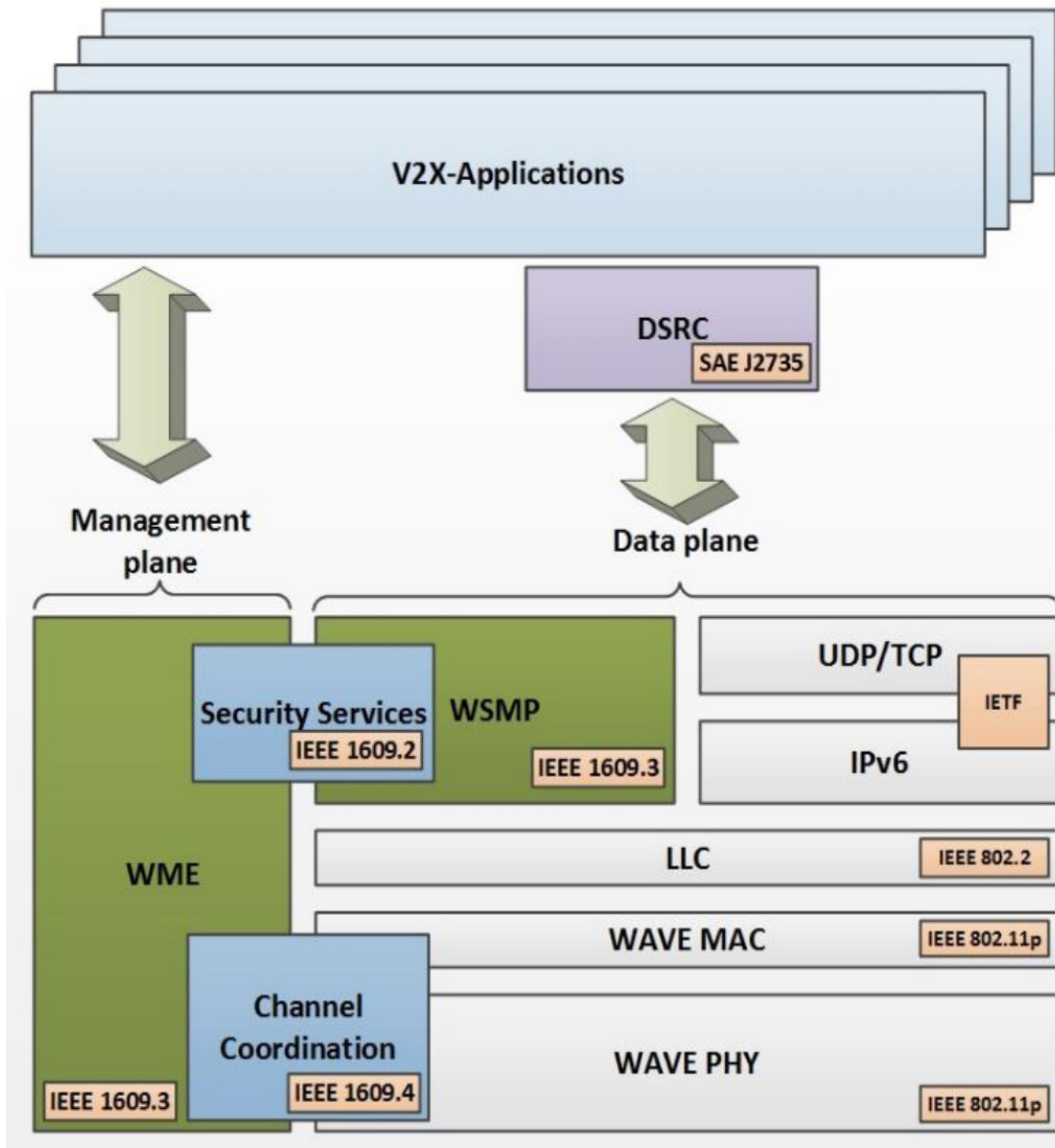 V2X-Applications
DSRC
SAE J2735
Management
plane
Data plane
UDP/TCP
IETF
Security Services
IEEE 1609.2
WSMP
IEEE 1609.3
IPv6
LLC
IEEE 802.2
WME
WAVE MAC
IEEE 802.11p
Channel
Coordination
IEEE 1609.4
WAVE PHY
IEEE 1609.3
IEEE 802.11p